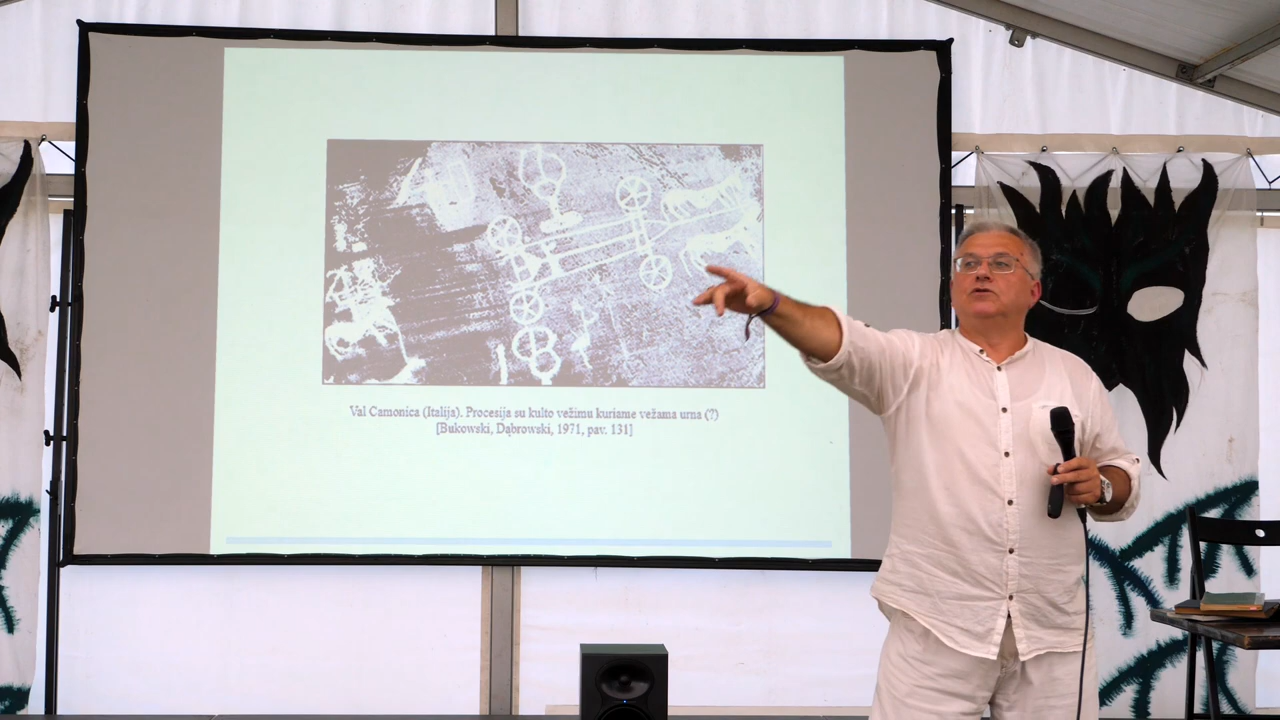 Val Camonica (Italija). Procesija su kulto vežimu kuriame vežama urna (?)
[Bukowski, Dąbrowski, 1971, pav. 131]